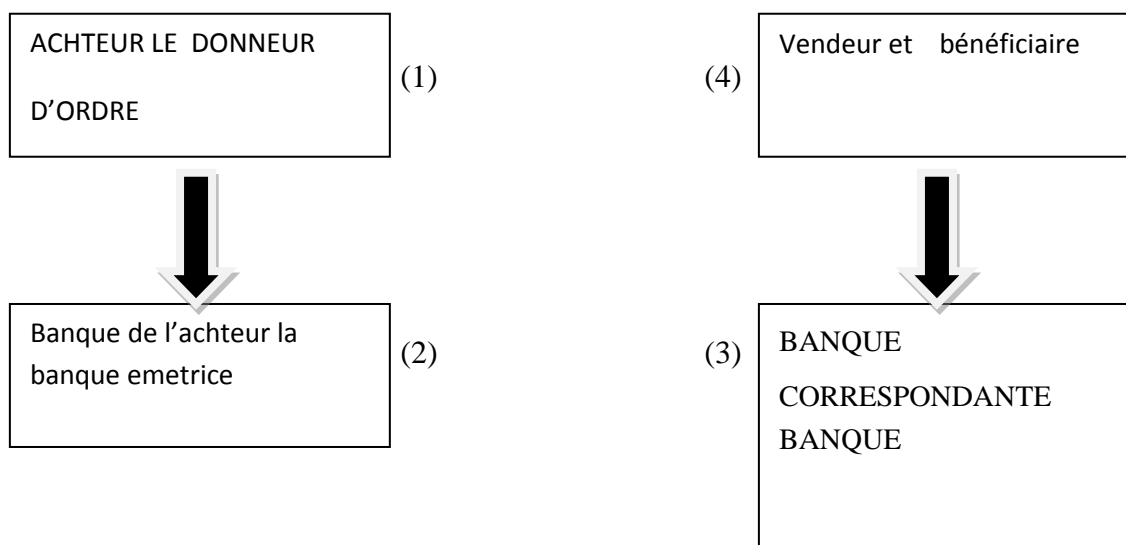 ACHTEUR LE DONNEUR
D’ORDRE
(1)
(4)
Vendeur et bénéficiaire
Banque de l’achteur la
banque emetrice
(2)
(3)
BANQUE
CORRESPONDANTE
BANQUE